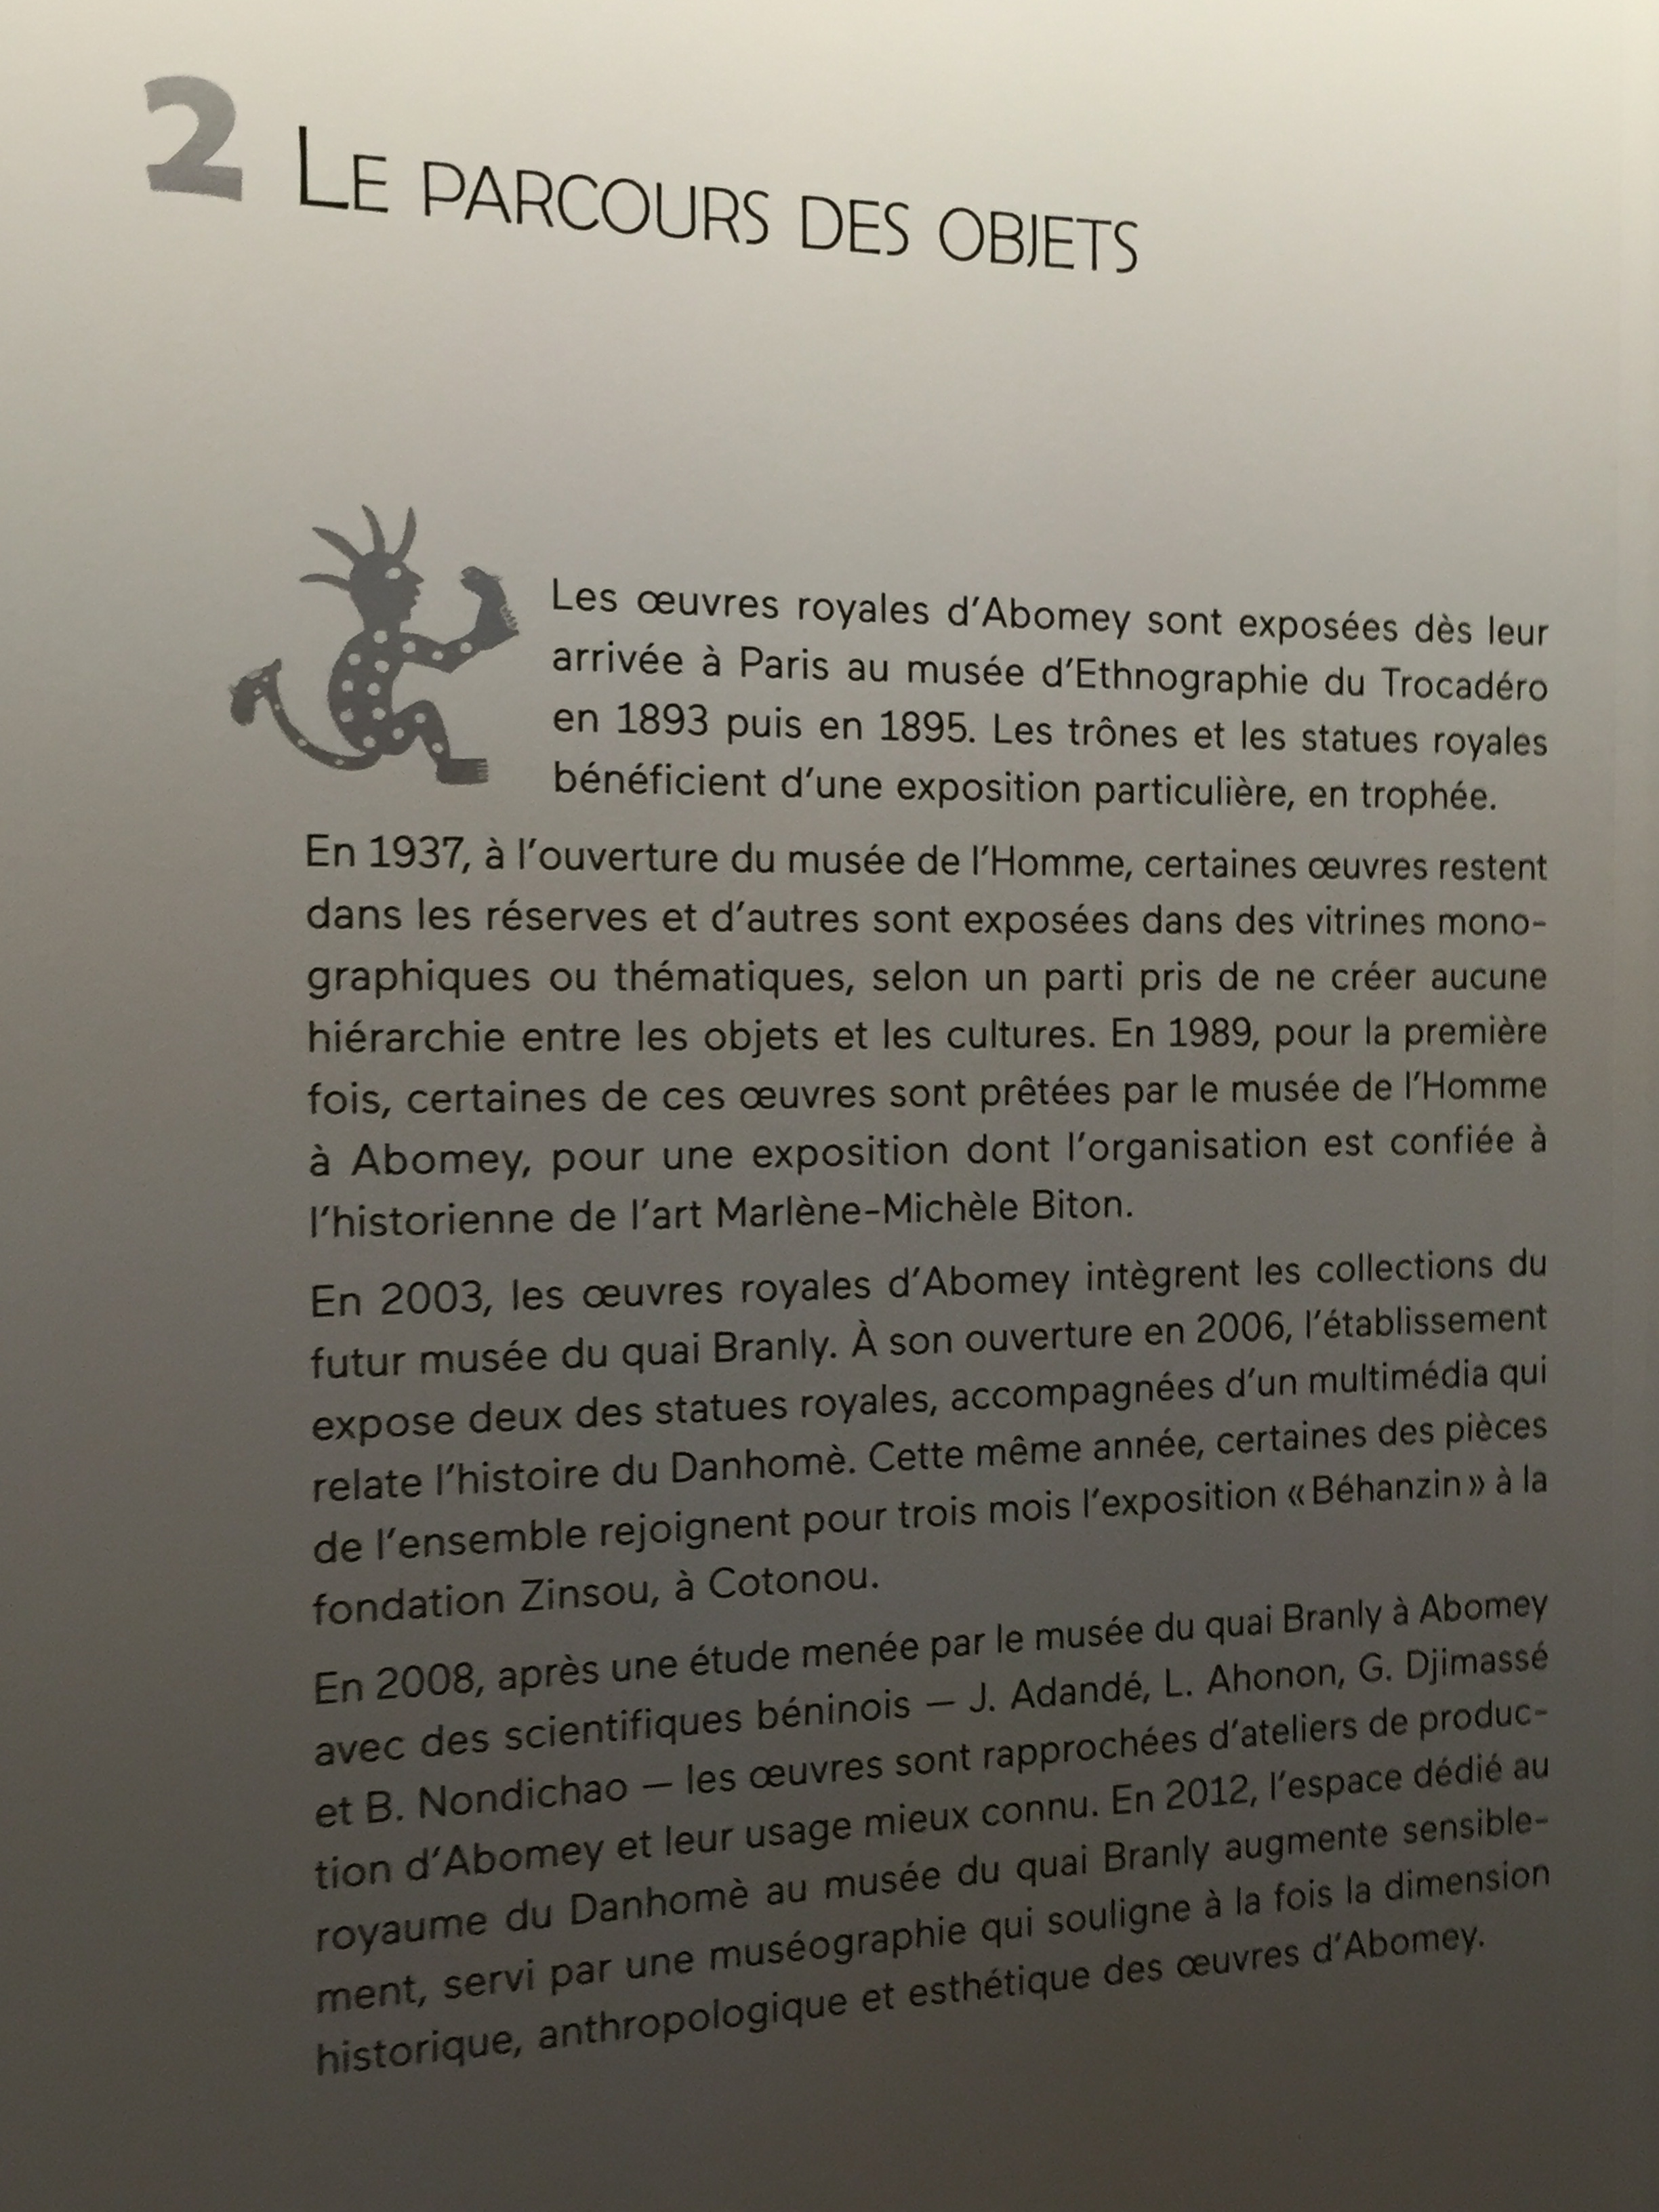 2 LE PARCOURS DES OBJETS
Les œuvres royales d'Abomey sont exposées dès leur
arrivée à Paris au musée d'Ethnographie du Trocadéro
en 1893 puis en 1895. Les trônes et les statues royales
bénéficient d'une exposition particulière, en trophée.
En 1937, à l'ouverture du musée de l'Homme, certaines œuvres restent
dans les réserves et d'autres sont exposées dans des vitrines mono-
graphiques ou thématiques, selon un parti pris de ne créer aucune
hiérarchie entre les objets et les cultures. En 1989, pour la première
fois, certaines de ces œuvres sont prêtées par le musée de l'Homme
à Abomey, pour une exposition dont l'organisation est confiée à
l'historienne de l'art Marlène-Michèle Biton.
En 2003, les œuvres royales d'Abomey intègrent les collections du
futur musée du quai Branly. À son ouverture en 2006, l'établissement
expose deux des statues royales, accompagnées d'un multimédia qui
relate l'histoire du Danhomè. Cette même année, certaines des pièces
de l'ensemble rejoignent pour trois mois l'exposition « Béhanzin » à la
fondation Zinsou, à Cotonou.
En 2008, après une étude menée par le musée du quai Branly à Abomey
avec des scientifiques béninois — J. Adandé, L. Ahonon, G. Djimassé
et B. Nondichao — les œuvres sont rapprochées d'ateliers de produc-
tion d'Abomey et leur usage mieux connu. En 2012, l'espace dédié au
royaume du Danhomè au musée du quai Branly augmente sensible-
ment, servi par une muséographie qui souligne à la fois la dimension
historique, anthropologique et esthétique des œuvres d'Abomey.